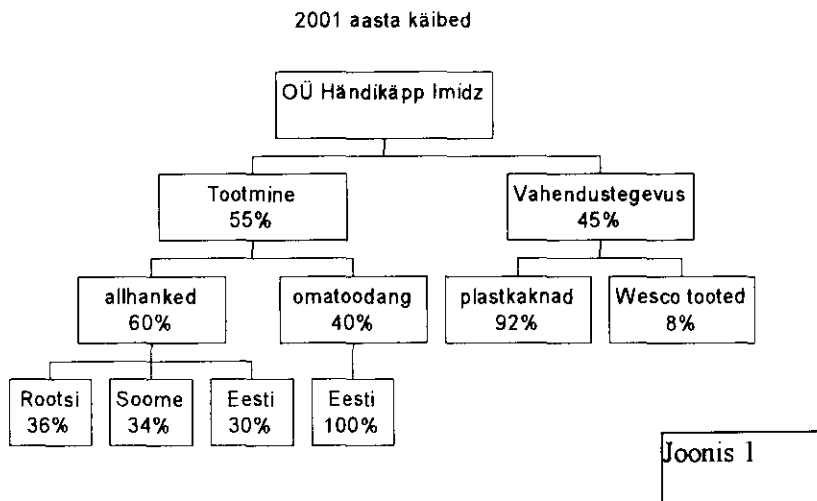 2001 aasta käibed
OÜ Händikäpp Imidz
Tootmine
55%
Vahendustegevus
45%
allhanked
60%
omatoodang
40%
plastkaknad
92%
Wesco tooted
8%
Rootsi
36%
Soome
34%
Eesti
30%
Eesti
100%
Joonis 1